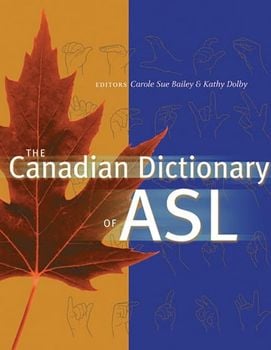 EDITORS Carole Sue Bailey & Kathy Dolby
THE
Canadian Dictionary
OF ASL